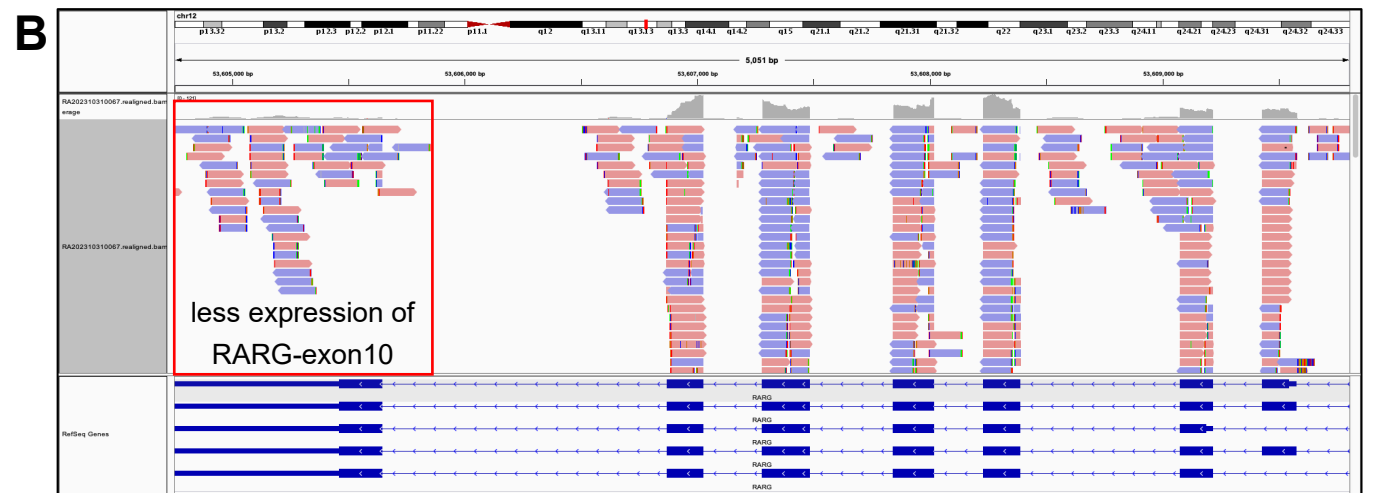 B
chr12
p13.32 p13.2 p12.3 p12.2 p12.1 p11.22 p11.1 q12 q13.11 q13.13 q13.3 q14.1 q14.2 q15 q21.1 q21.2 q21.31 q21.32 q22 q23.1 q23.2 q23.3 q24.11 q24.21 q24.23 q24.31 q24.32 q24.33
5,051 bp
53,605,000 bp 53,606,000 bp 53,607,000 bp 53,608,000 bp 53,609,000 bp
RA202310310067.realigned.bam
erage
[0 - 121]
RA202310310067.realigned.bam
less expression of
RARG-exon10
RefSeq Genes
RARG
RARG
RARG
RARG
RARG